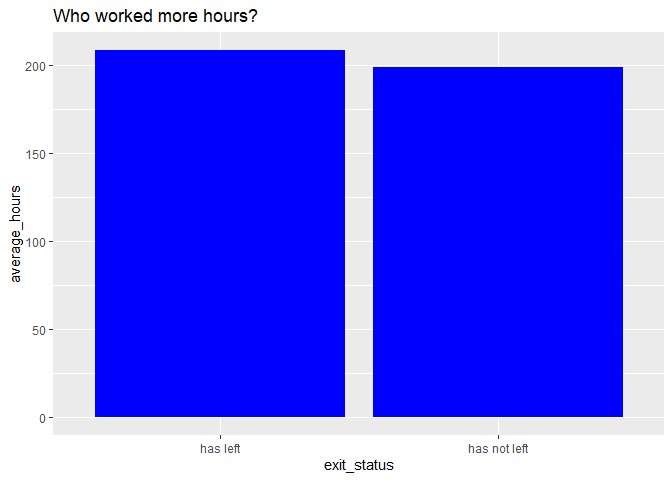 Who worked more hours?
average_hours
200
150
100
50
0
has left
has not left
exit_status